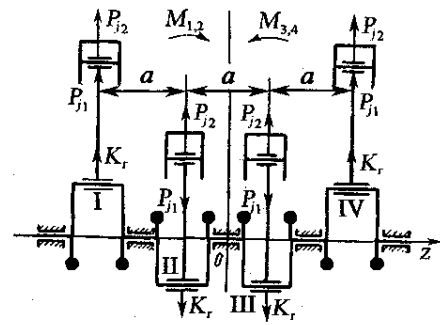 P_{j2} M_{1,2} M_{3,4} P_{j2}
a a a
P_{j1} P_{j2} P_{j2} P_{j1}
K_r P_{j1} P_{j1} K_r
I IV
II 0 z
K_r III K_r